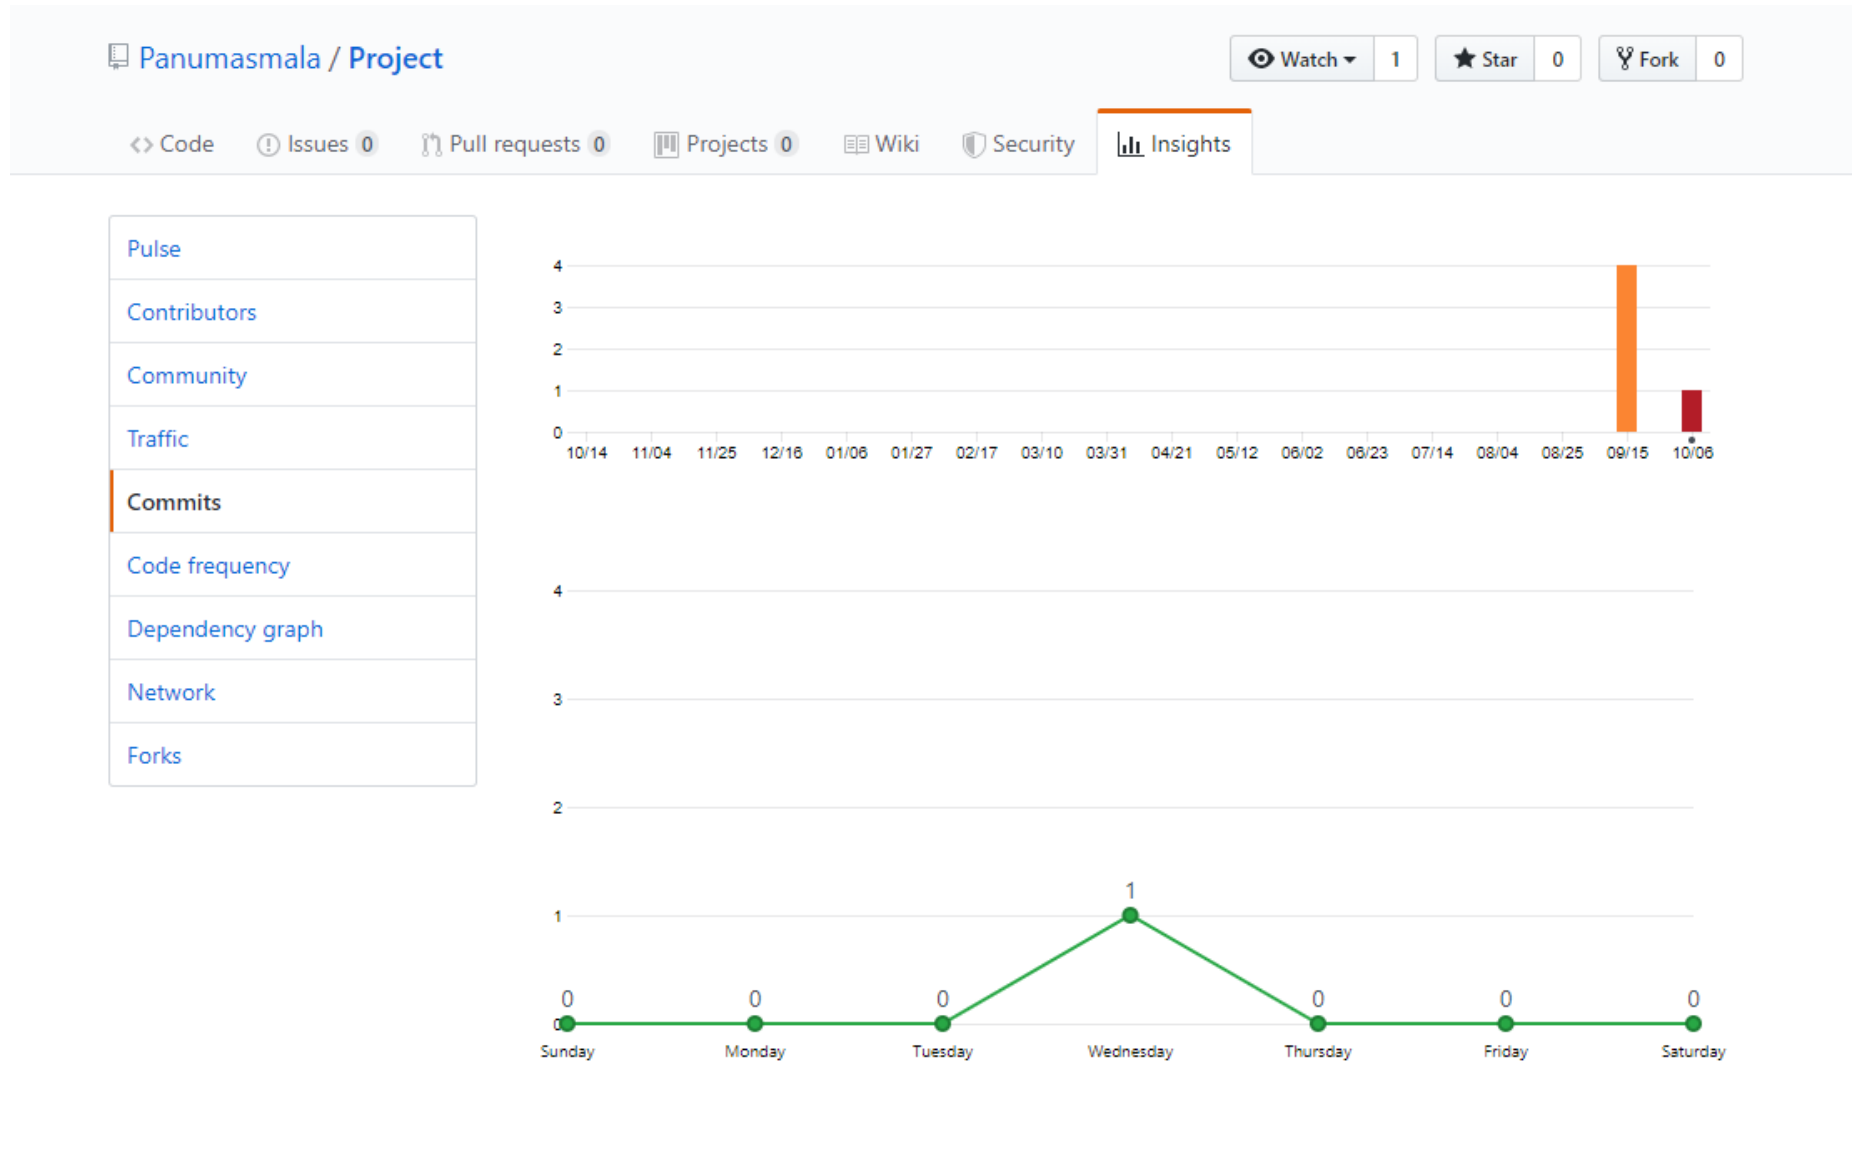 Panumasmala / Project
Watch 1 Star 0 Fork 0
Code Issues 0 Pull requests 0 Projects 0 Wiki Security Insights
Pulse
Contributors
Community
Traffic
Commits
Code frequency
Dependency graph
Network
Forks
4
3
2
1
0
10/14 11/04 11/25 12/16 01/06 01/27 02/17 03/10 03/31 04/21 05/12 06/02 06/23 07/14 08/04 08/25 09/15 10/06
4
3
2
1
1
0 0 0 0 0 0
0
Sunday Monday Tuesday Wednesday Thursday Friday Saturday